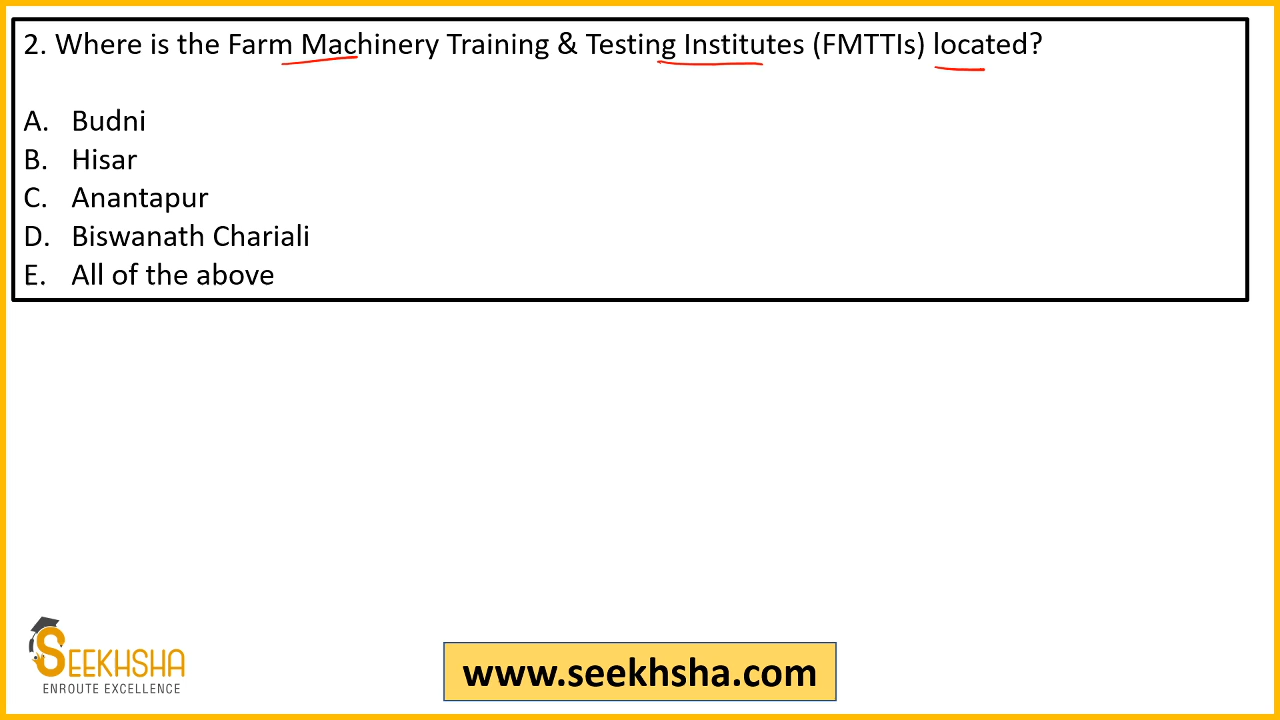 2. Where is the Farm Machinery Training & Testing Institutes (FMTTIs) located?
A. Budni
B. Hisar
C. Anantapur
D. Biswanath Chariali
E. All of the above
SEEKHSHA
ENROUTE EXCELLENCE
www.seekhsha.com